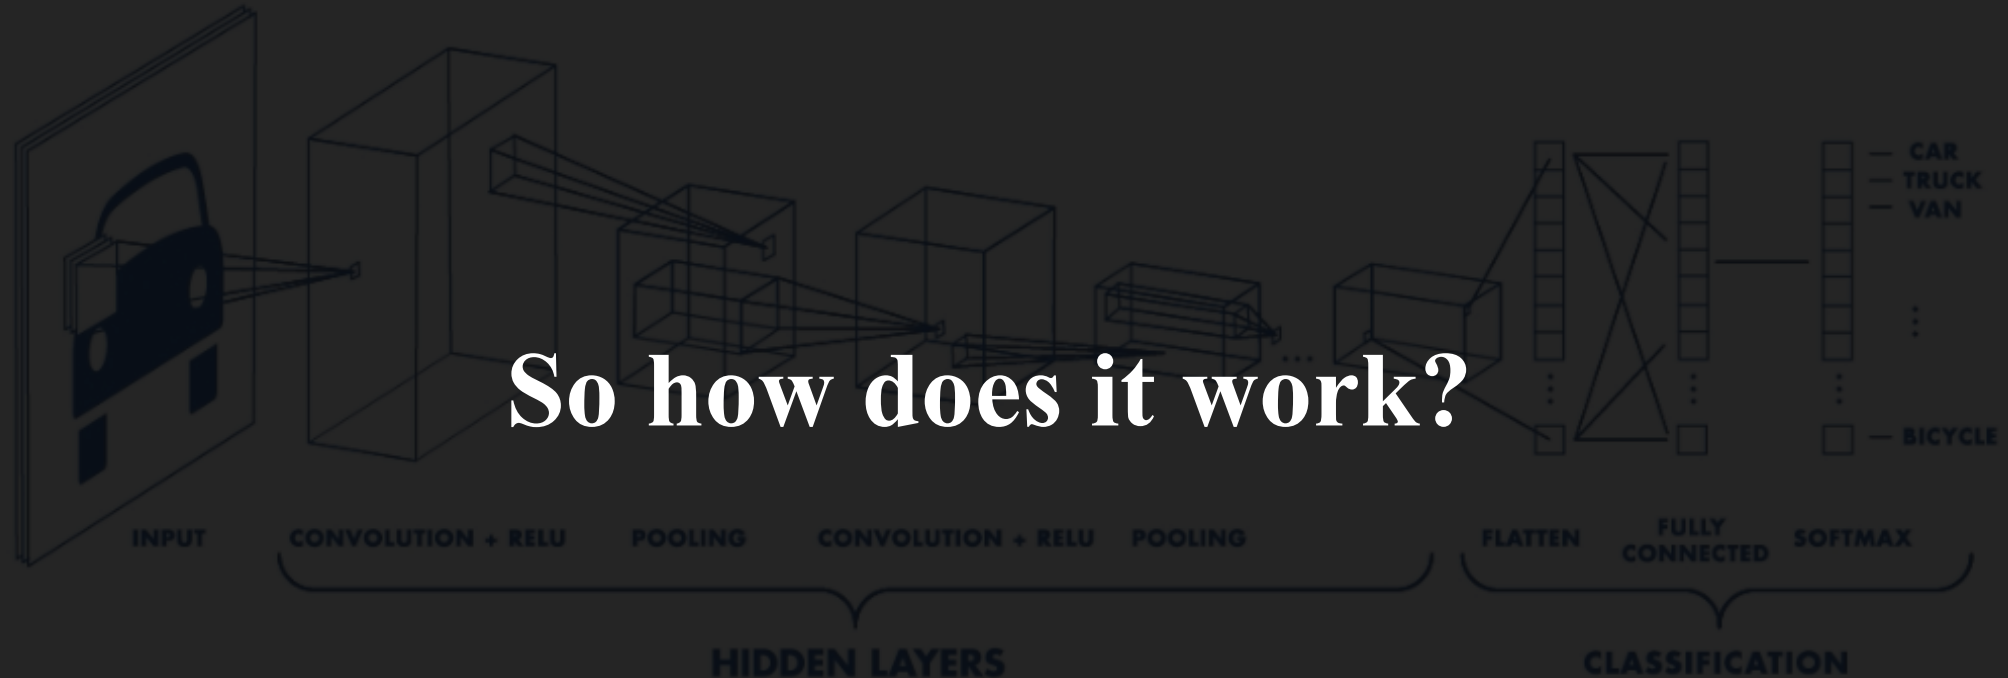 CAR
TRUCK
VAN
So how does it work?
BICYCLE
INPUT
CONVOLUTION + RELU
POOLING
CONVOLUTION + RELU
POOLING
FLATTEN
FULLY
CONNECTED
SOFTMAX
HIDDEN LAYERS
CLASSIFICATION